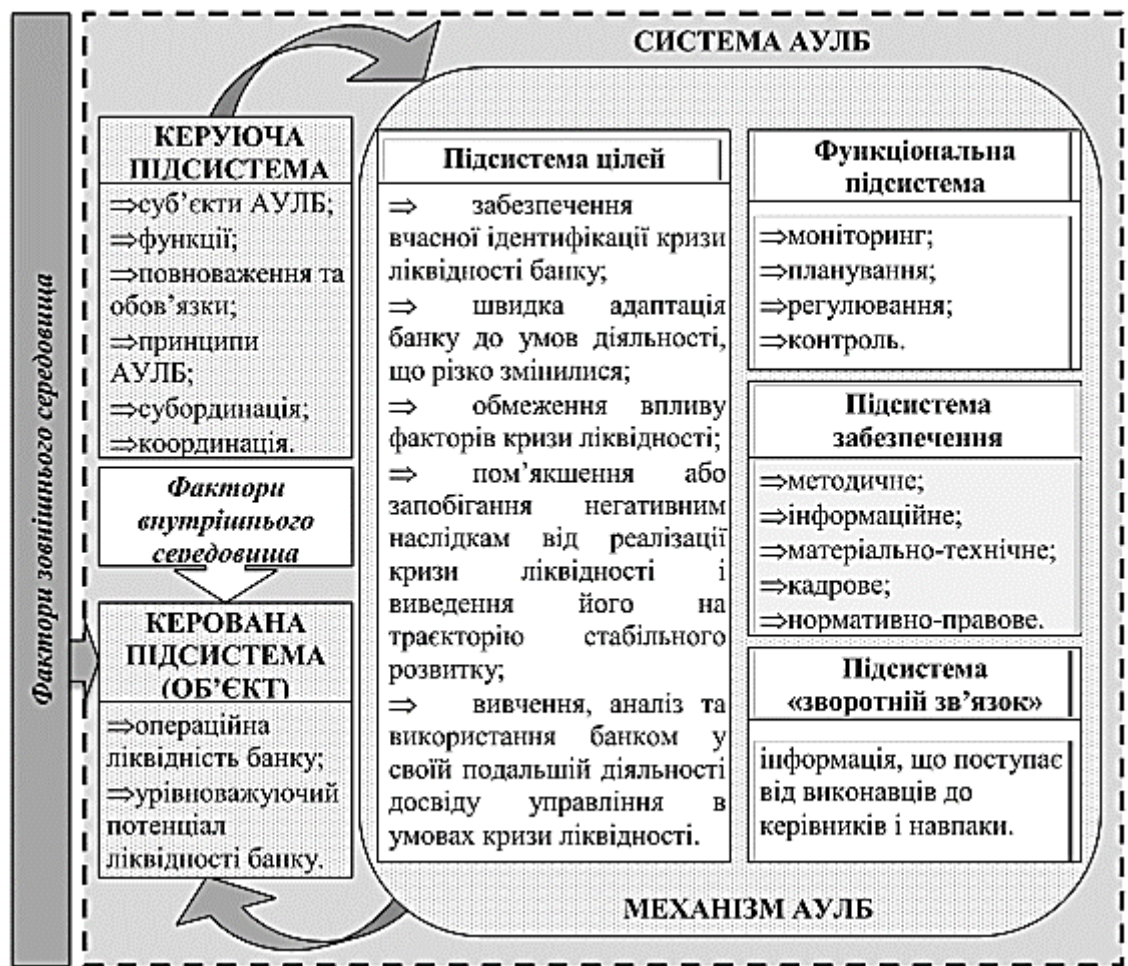 Фактори зовнішнього середовища
СИСТЕМА АУЛБ
КЕРУЮЧА
ПІДСИСТЕМА
⇒суб’єкти АУЛБ;
⇒функції;
⇒повноваження та
обов’язки;
⇒принципи
АУЛБ;
⇒субординація;
⇒координація.
Фактори
внутрішнього
середовища
КЕРОВАНА
ПІДСИСТЕМА
(ОБ’ЄКТ)
⇒операційна
ліквідність банку;
⇒урівноважуючий
потенціал
ліквідності банку.
Підсистема цілей
⇒ забезпечення
вчасної ідентифікації кризи
ліквідності банку;
⇒ швидка адаптація
банку до умов діяльності,
що різко змінилися;
⇒ обмеження впливу
факторів кризи ліквідності;
⇒ пом’якшення або
запобігання негативним
наслідкам від реалізації
кризи ліквідності і
виведення його на
траєкторію стабільного
розвитку;
⇒ вивчення, аналіз та
використання банком у
своїй подальшій діяльності
досвіду управління в
умовах кризи ліквідності.
Функціональна
підсистема
⇒моніторинг;
⇒планування;
⇒регулювання;
⇒контроль.
Підсистема
забезпечення
⇒методичне;
⇒інформаційне;
⇒матеріально-технічне;
⇒кадрове;
⇒нормативно-правове.
Підсистема
«зворотній зв’язок»
інформація, що поступає
від виконавців до
керівників і навпаки.
МЕХАНІЗМ АУЛБ